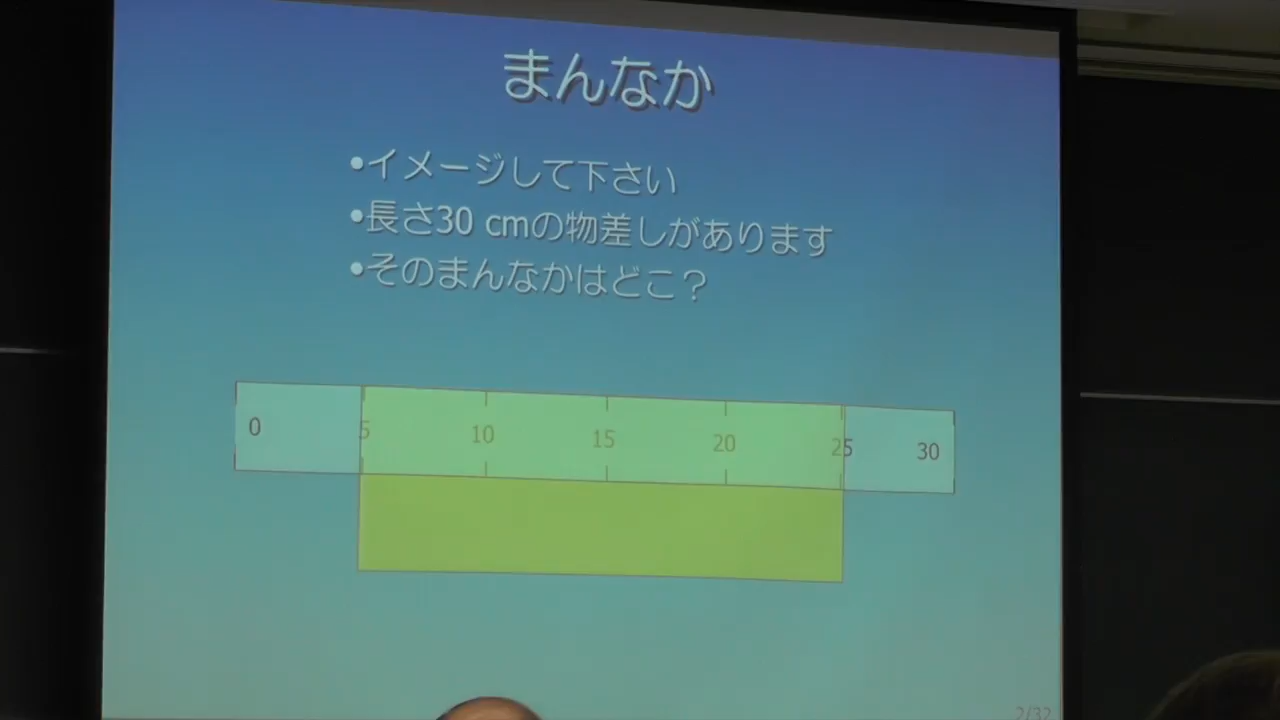 まんなか
•イメージして下さい
•長さ30 cmの物差しがあります
•そのまんなかはどこ？
0 5 10 15 20 25 30
2/32